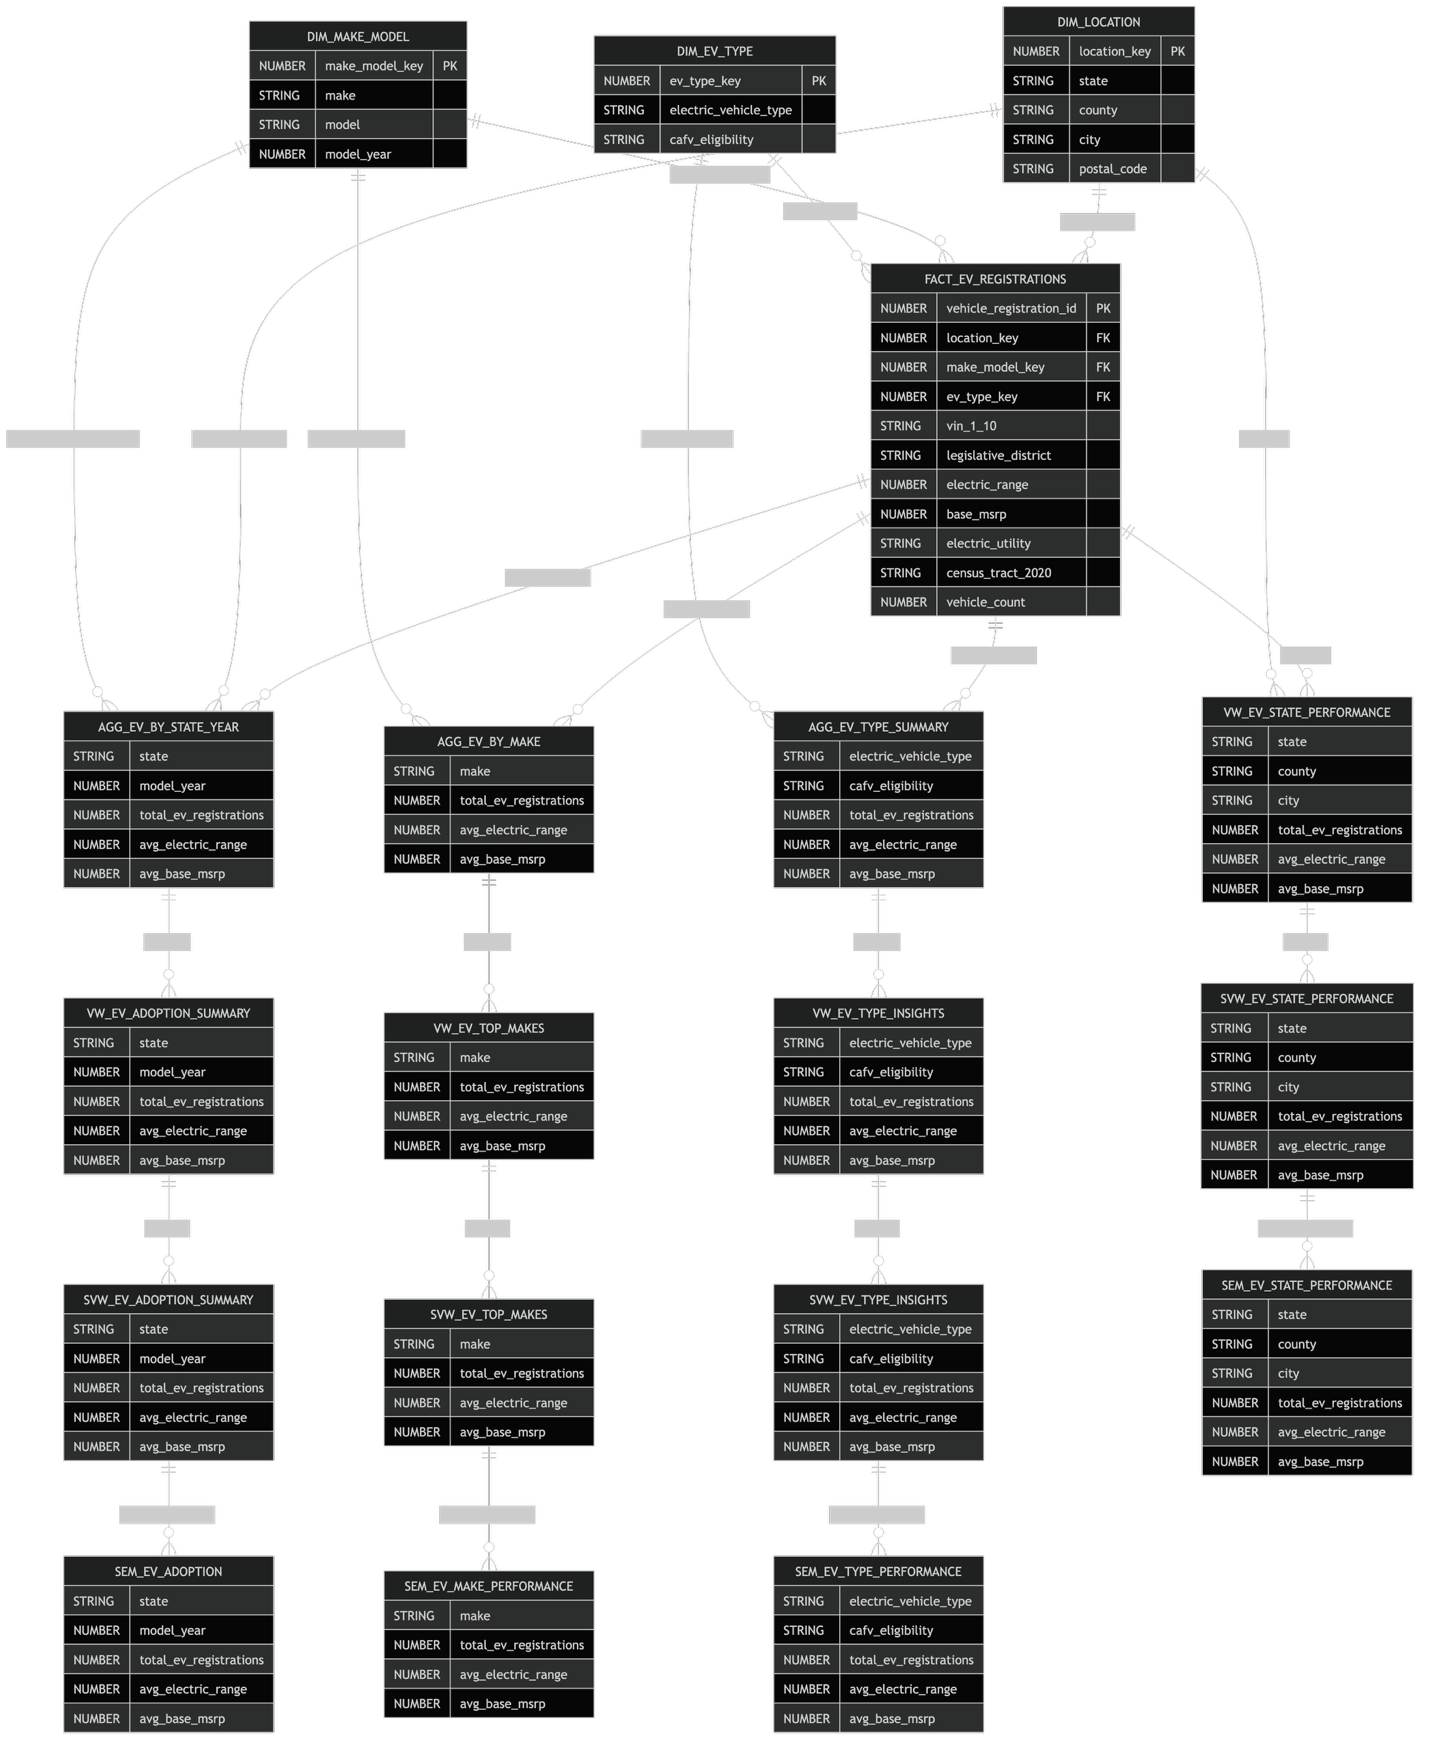 DIM_MAKE_MODEL
NUMBER make_model_key PK
STRING make
STRING model
NUMBER model_year
DIM_EV_TYPE
NUMBER ev_type_key PK
STRING electric_vehicle_type
STRING cafv_eligibility
DIM_LOCATION
NUMBER location_key PK
STRING state
STRING county
STRING city
STRING postal_code
FACT_EV_REGISTRATIONS
NUMBER vehicle_registration_id PK
NUMBER location_key FK
NUMBER make_model_key FK
NUMBER ev_type_key FK
STRING vin_1_10
STRING legislative_district
NUMBER electric_range
NUMBER base_msrp
STRING electric_utility
STRING census_tract_2020
NUMBER vehicle_count
AGG_EV_BY_STATE_YEAR
STRING state
NUMBER model_year
NUMBER total_ev_registrations
NUMBER avg_electric_range
NUMBER avg_base_msrp
AGG_EV_BY_MAKE
STRING make
NUMBER total_ev_registrations
NUMBER avg_electric_range
NUMBER avg_base_msrp
AGG_EV_TYPE_SUMMARY
STRING electric_vehicle_type
STRING cafv_eligibility
NUMBER total_ev_registrations
NUMBER avg_electric_range
NUMBER avg_base_msrp
VW_EV_STATE_PERFORMANCE
STRING state
STRING county
STRING city
NUMBER total_ev_registrations
NUMBER avg_electric_range
NUMBER avg_base_msrp
VW_EV_ADOPTION_SUMMARY
STRING state
NUMBER model_year
NUMBER total_ev_registrations
NUMBER avg_electric_range
NUMBER avg_base_msrp
VW_EV_TOP_MAKES
STRING make
NUMBER total_ev_registrations
NUMBER avg_electric_range
NUMBER avg_base_msrp
VW_EV_TYPE_INSIGHTS
STRING electric_vehicle_type
STRING cafv_eligibility
NUMBER total_ev_registrations
NUMBER avg_electric_range
NUMBER avg_base_msrp
SVW_EV_STATE_PERFORMANCE
STRING state
STRING county
STRING city
NUMBER total_ev_registrations
NUMBER avg_electric_range
NUMBER avg_base_msrp
SVW_EV_ADOPTION_SUMMARY
STRING state
NUMBER model_year
NUMBER total_ev_registrations
NUMBER avg_electric_range
NUMBER avg_base_msrp
SVW_EV_TOP_MAKES
STRING make
NUMBER total_ev_registrations
NUMBER avg_electric_range
NUMBER avg_base_msrp
SVW_EV_TYPE_INSIGHTS
STRING electric_vehicle_type
STRING cafv_eligibility
NUMBER total_ev_registrations
NUMBER avg_electric_range
NUMBER avg_base_msrp
SEM_EV_STATE_PERFORMANCE
STRING state
STRING county
STRING city
NUMBER total_ev_registrations
NUMBER avg_electric_range
NUMBER avg_base_msrp
SEM_EV_ADOPTION
STRING state
NUMBER model_year
NUMBER total_ev_registrations
NUMBER avg_electric_range
NUMBER avg_base_msrp
SEM_EV_MAKE_PERFORMANCE
STRING make
NUMBER total_ev_registrations
NUMBER avg_electric_range
NUMBER avg_base_msrp
SEM_EV_TYPE_PERFORMANCE
STRING electric_vehicle_type
STRING cafv_eligibility
NUMBER total_ev_registrations
NUMBER avg_electric_range
NUMBER avg_base_msrp